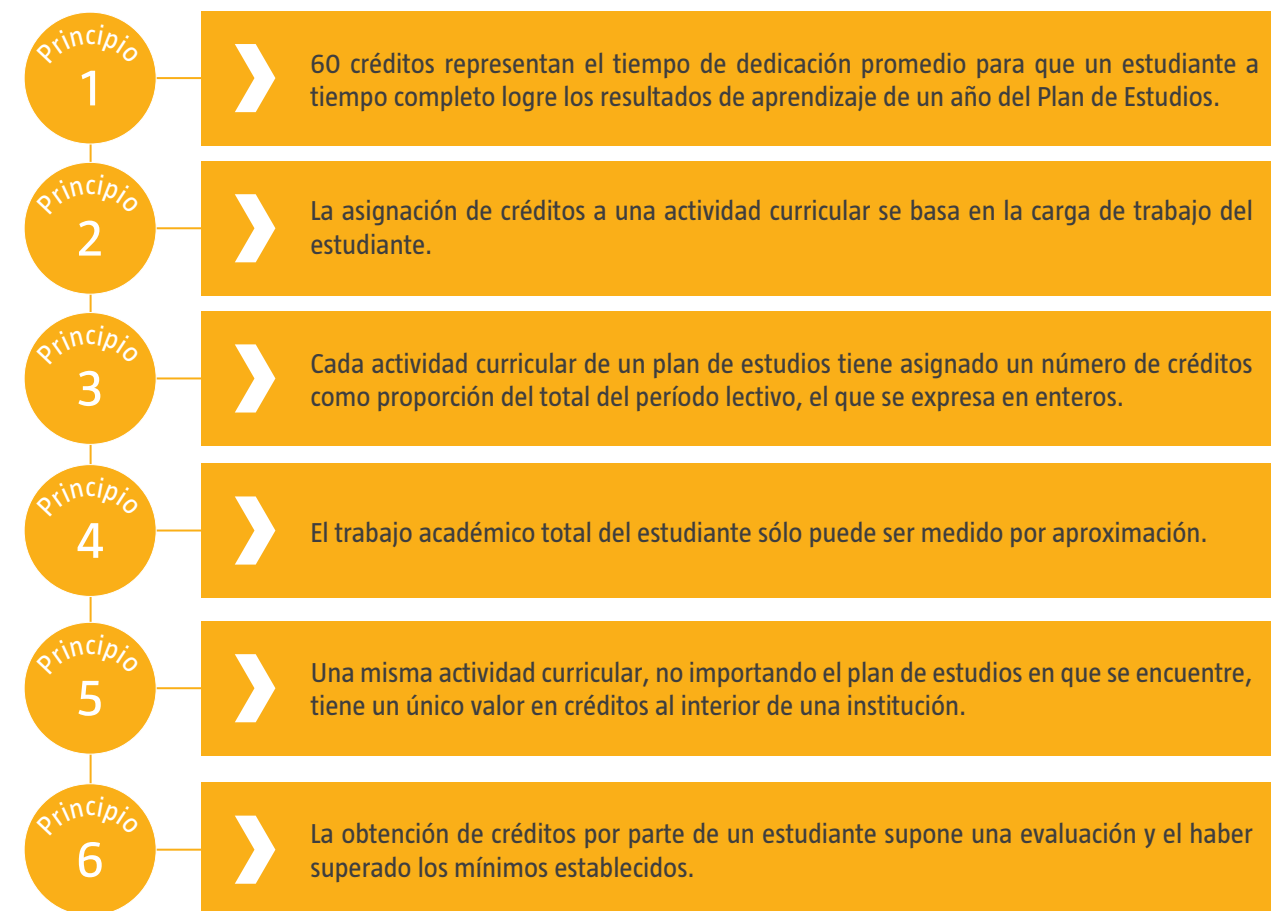 Principio
1
60 créditos representan el tiempo de dedicación promedio para que un estudiante a
tiempo completo logre los resultados de aprendizaje de un año del Plan de Estudios.
Principio
2
La asignación de créditos a una actividad curricular se basa en la carga de trabajo del
estudiante.
Principio
3
Cada actividad curricular de un plan de estudios tiene asignado un número de créditos
como proporción del total del período lectivo, el que se expresa en enteros.
Principio
4
El trabajo académico total del estudiante sólo puede ser medido por aproximación.
Principio
5
Una misma actividad curricular, no importando el plan de estudios en que se encuentre,
tiene un único valor en créditos al interior de una institución.
Principio
6
La obtención de créditos por parte de un estudiante supone una evaluación y el haber
superado los mínimos establecidos.